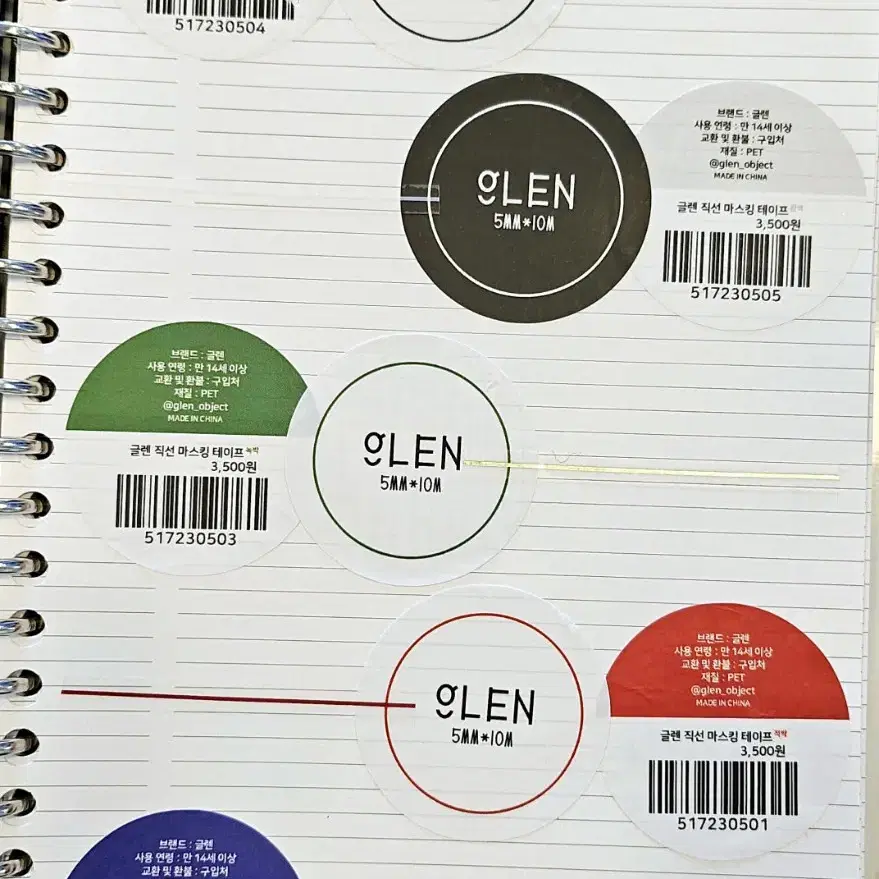 517230504
gLEN
5MM*10M
브랜드 : 글렌
사용 연령 : 만 14세 이상
교환 및 환불 : 구입처
재질 : PET
@glen_object
MADE IN CHINA
글렌 직선 마스킹 테이프
3,500원
517230505
브랜드 : 글렌
사용 연령 : 만 14세 이상
교환 및 환불 : 구입처
재질 : PET
@glen_object
MADE IN CHINA
글렌 직선 마스킹 테이프 녹박
3,500원
517230503
gLEN
5MM*10M
gLEN
5MM*10M
브랜드 : 글렌
사용 연령 : 만 14세 이상
교환 및 환불 : 구입처
재질 : PET
@glen_object
MADE IN CHINA
글렌 직선 마스킹 테이프 적박
3,500원
517230501
브랜드 : 글렌
사용 연령 : 만 14세 이상
교환 및 환불 : 구입처